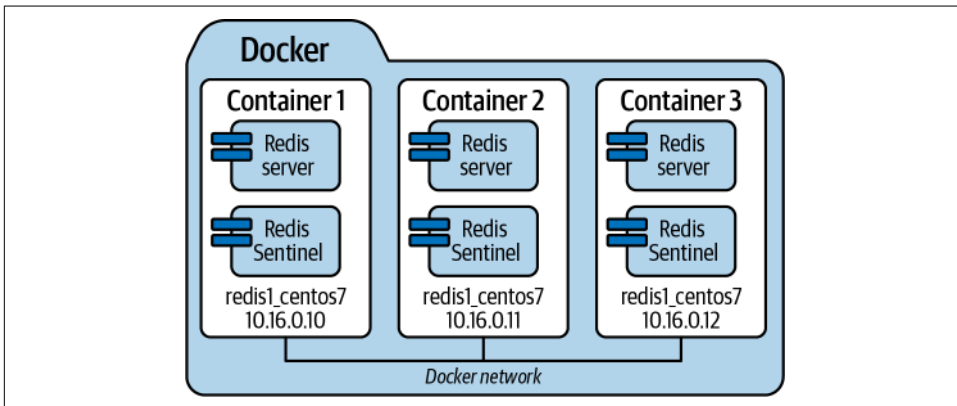 Docker
Container 1
Redis
server
Redis
Sentinel
redis1_centos7
10.16.0.10
Container 2
Redis
server
Redis
Sentinel
redis1_centos7
10.16.0.11
Container 3
Redis
server
Redis
Sentinel
redis1_centos7
10.16.0.12
Docker network